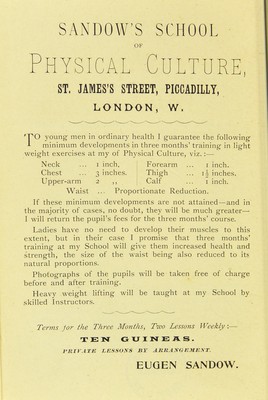 SANDOW'S SCHOOL
OF
PHYSICAL CULTURE,
ST. JAMES'S STREET, PICCADILLY,
LONDON, W.
TO young men in ordinary health I guarantee the following
minimum developments in three months' training in light
weight exercises at my of Physical Culture, viz.:—
Neck ... 1 inch. Forearm ... 1 inch.
Chest ... 3 inches. Thigh ... 1½ inches.
Upper-arm 2 ,, Calf ... 1 inch.
Waist ... Proportionate Reduction.
If these minimum developments are not attained—and in
the majority of cases, no doubt, they will be much greater—
I will return the pupil's fees for the three months' course.
Ladies have no need to develop their muscles to this
extent, but in their case I promise that three months'
training at my School will give them increased health and
strength, the size of the waist being also reduced to its
natural proportions.
Photographs of the pupils will be taken free of charge
before and after training.
Heavy weight lifting will be taught at my School by
skilled Instructors.
Terms for the Three Months, Two Lessons Weekly:—
TEN GUINEAS.
PRIVATE LESSONS BY ARRANGEMENT.
EUGEN SANDOW.